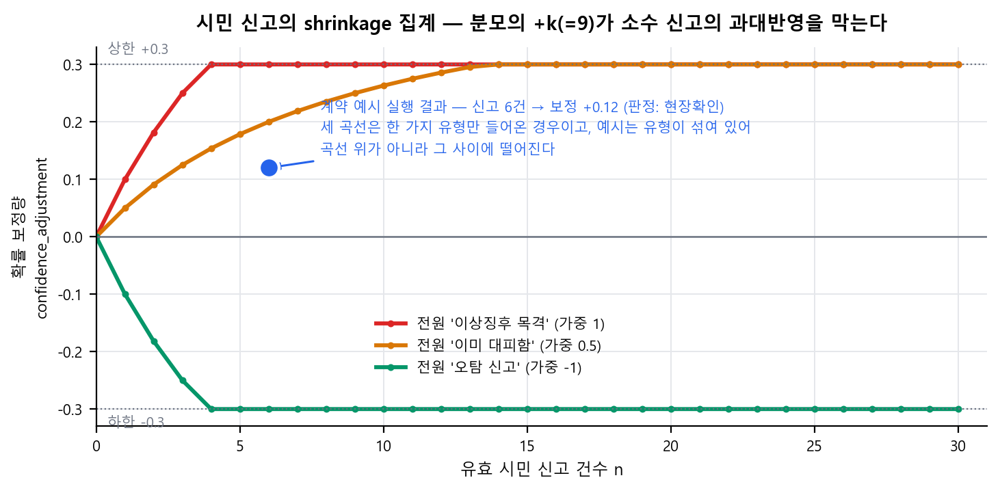 시민 신고의 shrinkage 집계 — 분모의 +k(=9)가 소수 신고의 과대반영을 막는다
상한 +0.3
0.3
0.2
0.1
0.0
-0.1
-0.2
-0.3
확률 보정량
confidence_adjustment
계약 예시 실행 결과 — 신고 6건 → 보정 +0.12 (판정: 현장확인)
세 곡선은 한 가지 유형만 들어온 경우이고, 예시는 유형이 섞여 있어
곡선 위가 아니라 그 사이에 떨어진다
전원 '이상징후 목격' (가중 1)
전원 '이미 대피함' (가중 0.5)
전원 '오탐 신고' (가중 -1)
하한 -0.3
0 5 10 15 20 25 30
유효 시민 신고 건수 n